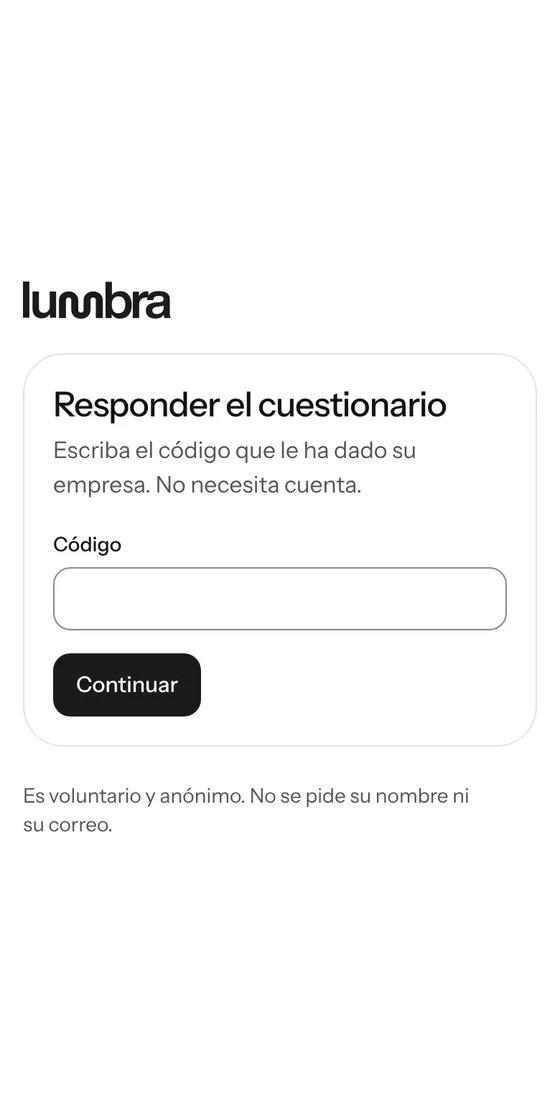 lumbra
Responder el cuestionario
Escriba el código que le ha dado su
empresa. No necesita cuenta.
Código
Continuar
Es voluntario y anónimo. No se pide su nombre ni
su correo.